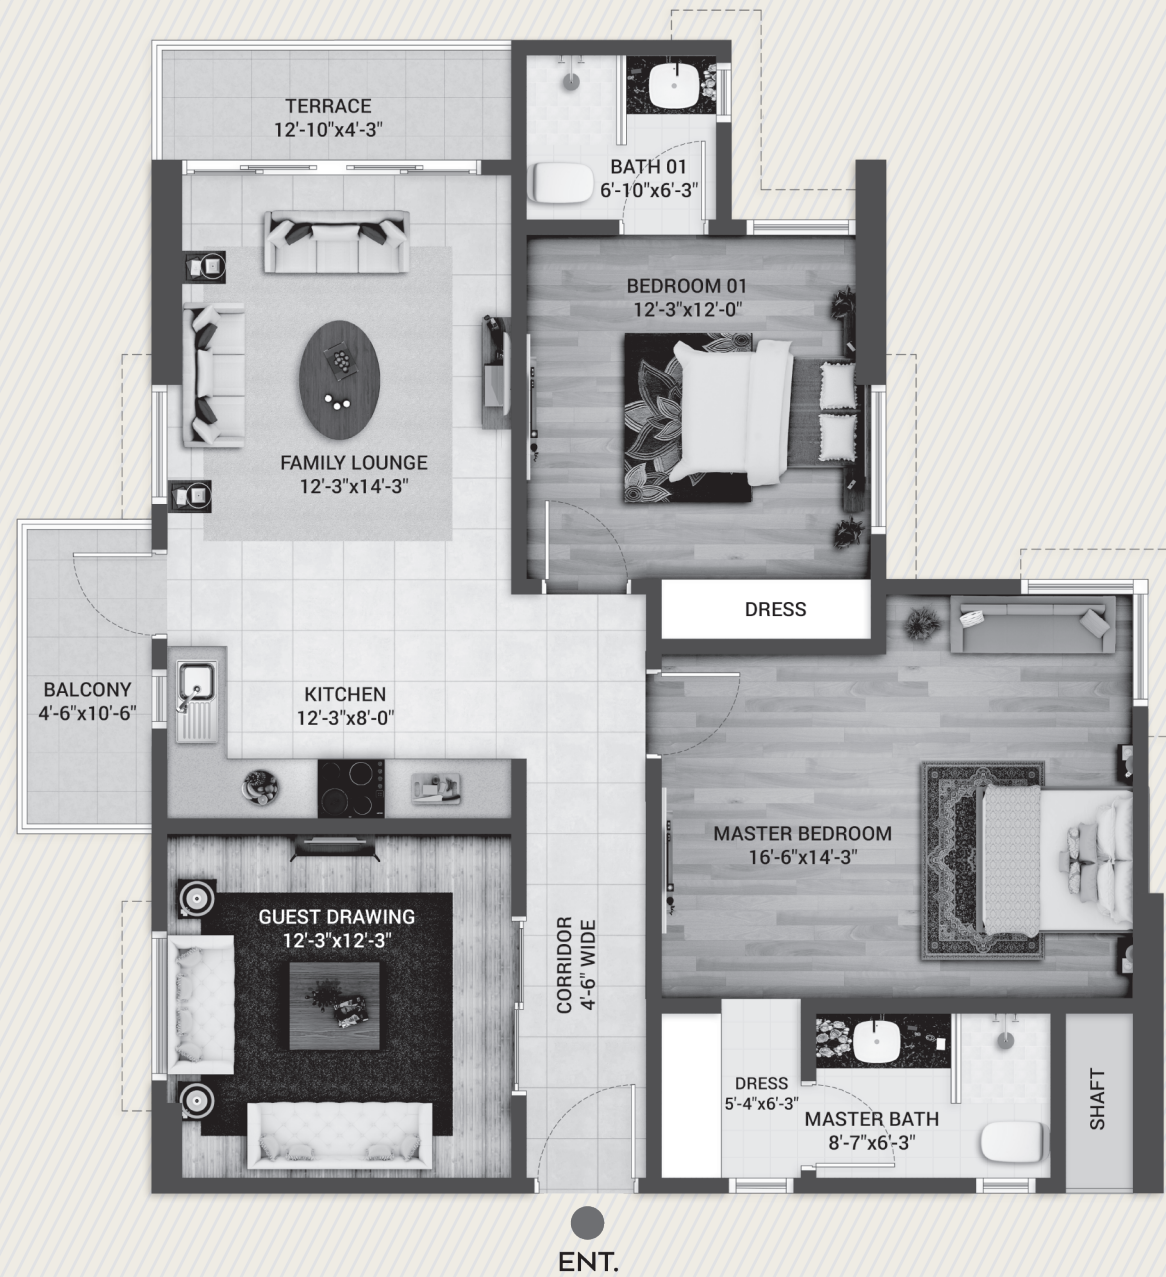 TERRACE
12'-10"x4'-3"
BATH 01
6'-10"x6'-3"
BEDROOM 01
12'-3"x12'-0"
FAMILY LOUNGE
12'-3"x14'-3"
DRESS
BALCONY
4'-6"x10'-6"
KITCHEN
12'-3"x8'-0"
MASTER BEDROOM
16'-6"x14'-3"
GUEST DRAWING
12'-3"x12'-3"
CORRIDOR
4'-6" WIDE
DRESS
5'-4"x6'-3"
MASTER BATH
8'-7"x6'-3"
SHAFT
ENT.